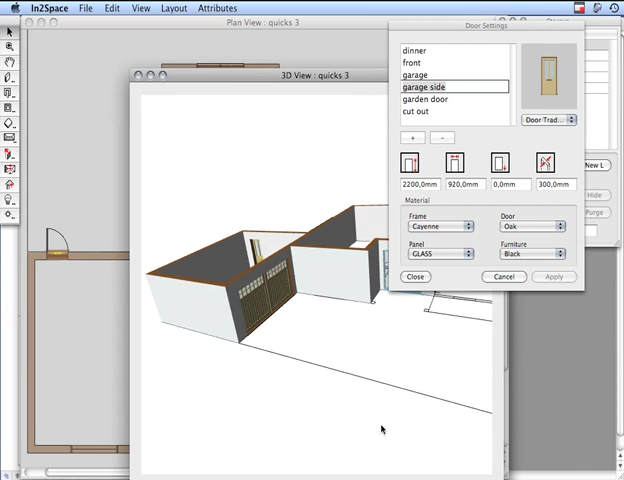 In2Space File Edit View Layout Attributes
Plan View : quicks 3
3D View : quicks 3
Door Settings
dinner
front
garage
garage side
garden door
cut out
Door Trad...
+ -
2200,0mm 920,0mm 0,0mm 300,0mm
Material
Frame Door
Cayenne Oak
Panel Furniture
GLASS Black
Close Cancel Apply
New L
Hide
Purge